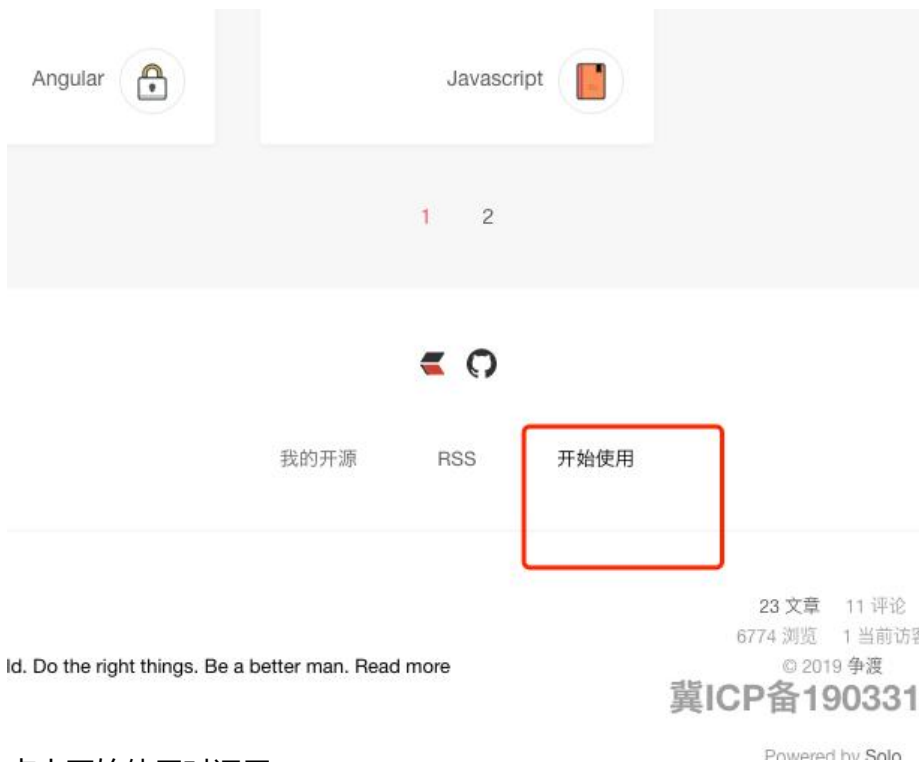 Angular
Javascript
1 2
我的开源 RSS 开始使用
23 文章 11 评论
6774 浏览 1 当前访
ld. Do the right things. Be a better man. Read more
© 2019 争渡
冀ICP备190331
Powered by Solo